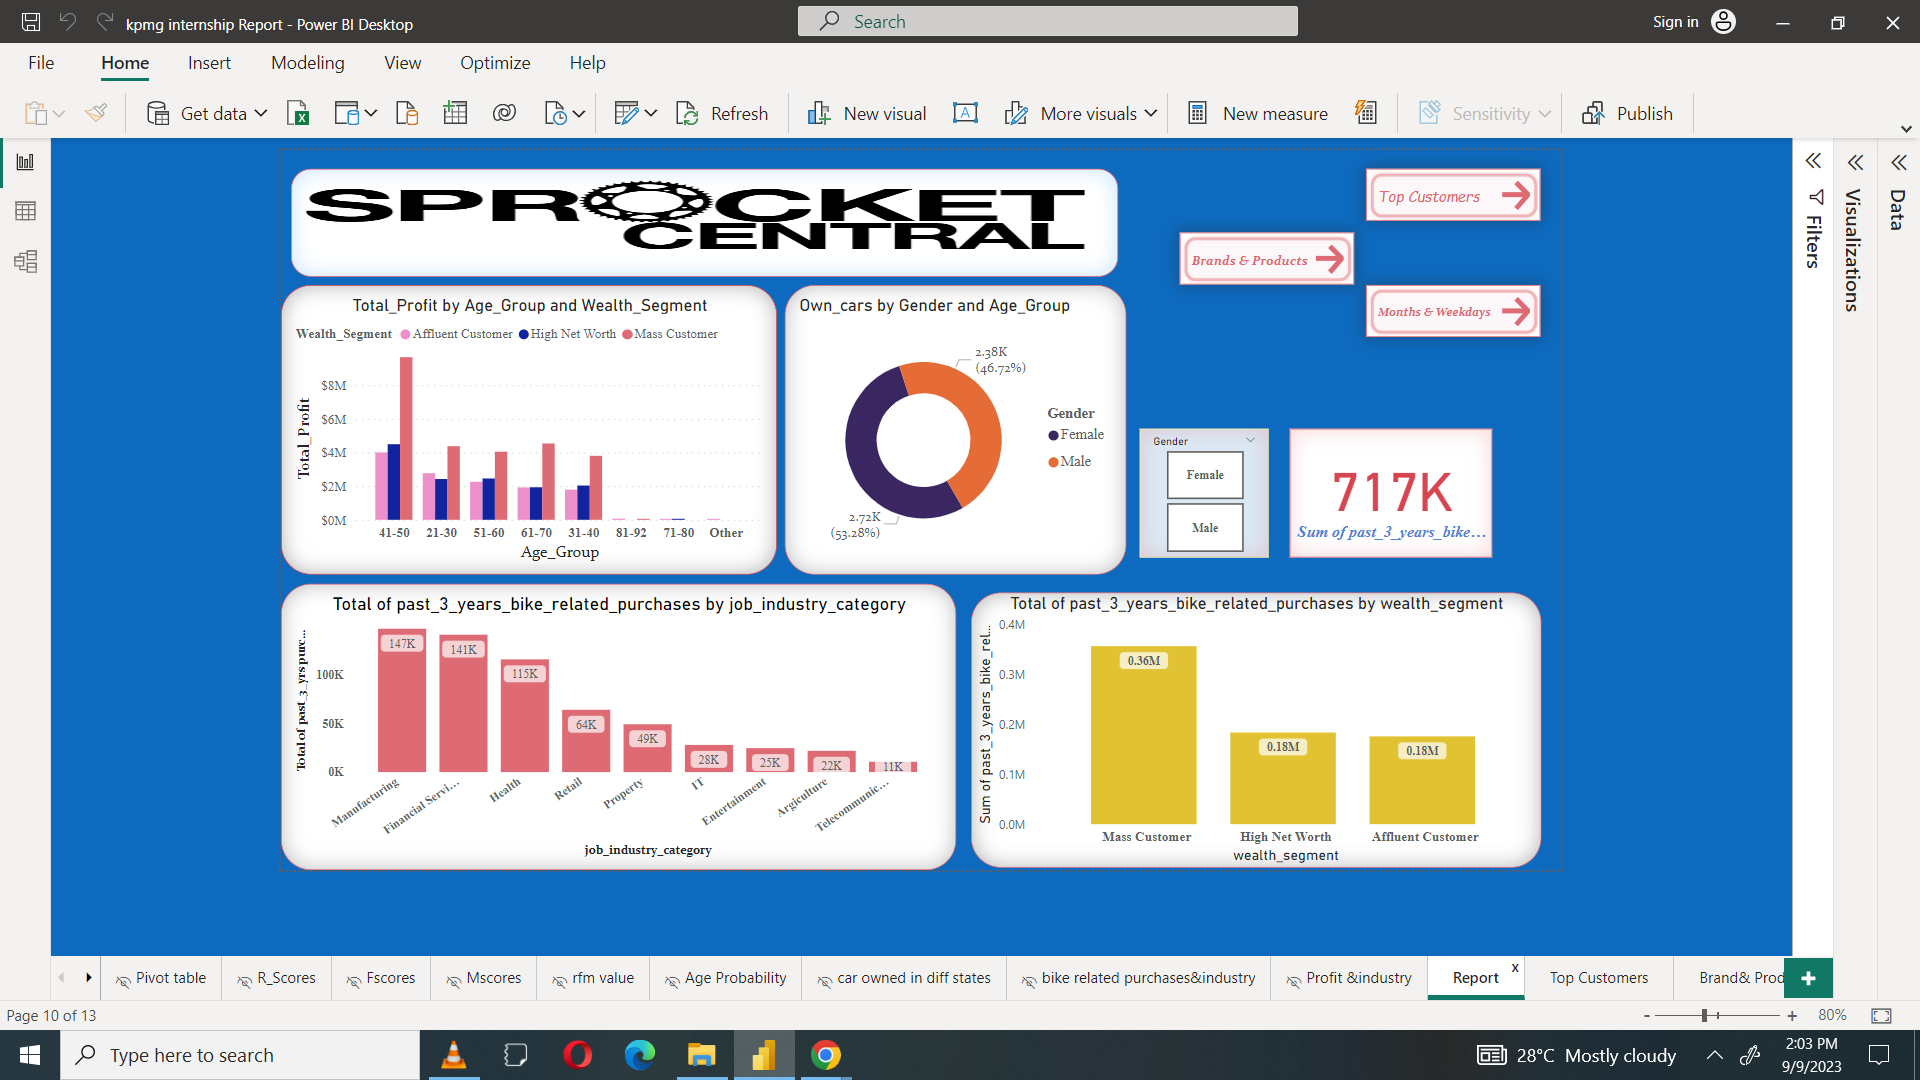 kpmg internship Report - Power BI Desktop
Search
Sign in
File Home Insert Modeling View Optimize Help
Get data
Refresh
New visual
More visuals
New measure
Sensitivity
Publish
SPROCKET
CENTRAL
Top Customers
Brands & Products
Months & Weekdays
Filters
Visualizations
Data
Total_Profit by Age_Group and Wealth_Segment
Wealth_Segment Affluent Customer High Net Worth Mass Customer
Total_Profit
$8M
$6M
$4M
$2M
$0M
41-50 21-30 51-60 61-70 31-40 81-92 71-80 Other
Age_Group
Own_cars by Gender and Age_Group
2.38K
(46.72%)
2.72K
(53.28%)
Gender
Female
Male
Gender
Female
Male
717K
Sum of past_3_years_bike...
Total of past_3_years_bike_related_purchases by job_industry_category
Total of past_3_yrs purc...
100K
50K
0K
147K 141K 115K 64K 49K 28K 25K 22K 11K
Manufacturing Financial Servi... Health Retail Property IT Entertainment Argiculture Telecommunic...
job_industry_category
Total of past_3_years_bike_related_purchases by wealth_segment
Sum of past_3_years_bike_rel...
0.4M
0.3M
0.2M
0.1M
0.0M
0.36M 0.18M 0.18M
Mass Customer High Net Worth Affluent Customer
wealth_segment
Pivot table R_Scores Fscores Mscores rfm value Age Probability car owned in diff states bike related purchases&industry Profit &industry Report x Top Customers Brand& Prod
Page 10 of 13
- + 80%
Type here to search
28°C Mostly cloudy
2:03 PM
9/9/2023